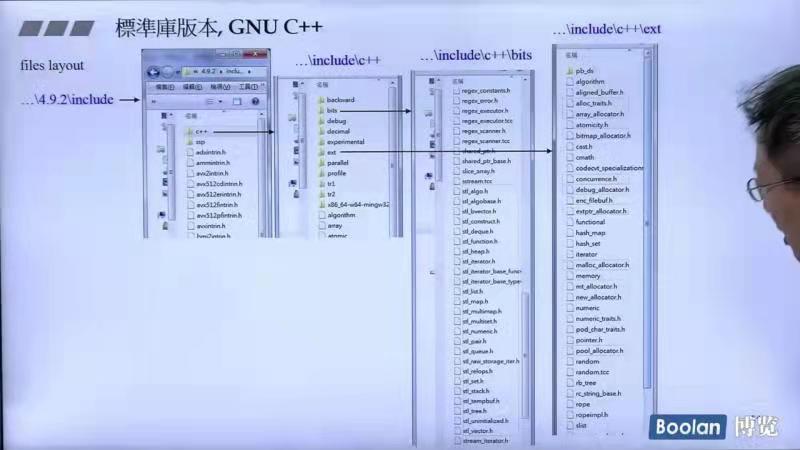 標準庫版本, GNU C++
files layout
...\4.9.2\include
...\include\c++
...\include\c++\bits
...\include\c++\ext
« 4.9.2 ▸ inclu...
名稱
c++
ssp
adxintrin.h
ammintrin.h
avx2intrin.h
avx512cdintrin.h
avx512erintrin.h
avx512fintrin.h
avx512pfintrin.h
avxintrin.h
bmi2intrin.h
名稱
backward
bits
debug
decimal
experimental
ext
parallel
profile
tr1
tr2
x86_64-w64-mingw32
algorithm
array
atomic
名稱
regex_constants.h
regex_error.h
regex_executor.h
regex_executor.tcc
regex_scanner.h
regex_scanner.tcc
shared_ptr.h
shared_ptr_base.h
slice_array.h
sstream.tcc
stl_algo.h
stl_algobase.h
stl_bvector.h
stl_construct.h
stl_deque.h
stl_function.h
stl_heap.h
stl_iterator.h
stl_iterator_base_func
stl_iterator_base_type
stl_list.h
stl_map.h
stl_multimap.h
stl_multiset.h
stl_numeric.h
stl_pair.h
stl_queue.h
stl_raw_storage_iter.h
stl_relops.h
stl_set.h
stl_stack.h
stl_tempbuf.h
stl_tree.h
stl_uninitialized.h
stl_vector.h
stream_iterator.h
名稱
pb_ds
algorithm
aligned_buffer.h
alloc_traits.h
array_allocator.h
atomicity.h
bitmap_allocator.h
cast.h
cmath
codecvt_specializations
concurrence.h
debug_allocator.h
enc_filebuf.h
extptr_allocator.h
functional
hash_map
hash_set
iterator
malloc_allocator.h
memory
mt_allocator.h
new_allocator.h
numeric
numeric_traits.h
pod_char_traits.h
pointer.h
pool_allocator.h
random
random.tcc
rb_tree
rc_string_base.h
rope
ropeimpl.h
slist
Boolan 博览